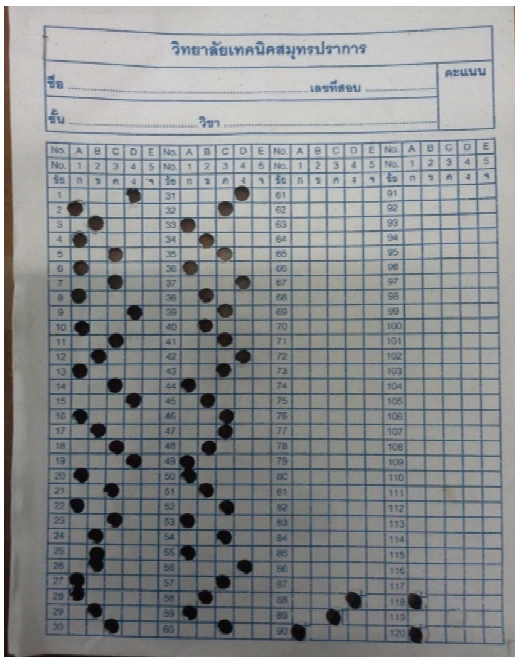 วิทยาลัยเทคนิคสมุทรปราการ
คะแนน
ชื่อ ........ เลขที่สอบ ........
ชั้น ........ วิชา ........
No. A B C D E No. A B C D E No. A B C D E No. A B C D E
No. 1 2 3 4 5 No. 1 2 3 4 5 No. 1 2 3 4 5 No. 1 2 3 4 5
ข้อ ก ข ค ง จ ข้อ ก ข ค ง จ ข้อ ก ข ค ง จ ข้อ ก ข ค ง จ
1 31 61 91
2 32 62 92
3 33 63 93
4 34 64 94
5 35 65 95
6 36 66 96
7 37 67 97
8 38 68 98
9 39 69 99
10 40 70 100
11 41 71 101
12 42 72 102
13 43 73 103
14 44 74 104
15 45 75 105
16 46 76 106
17 47 77 107
18 48 78 108
19 49 79 109
20 50 80 110
21 51 81 111
22 52 82 112
23 53 83 113
24 54 84 114
25 55 85 115
26 56 86 116
27 57 87 117
28 58 88 118
29 59 89 119
30 60 90 120